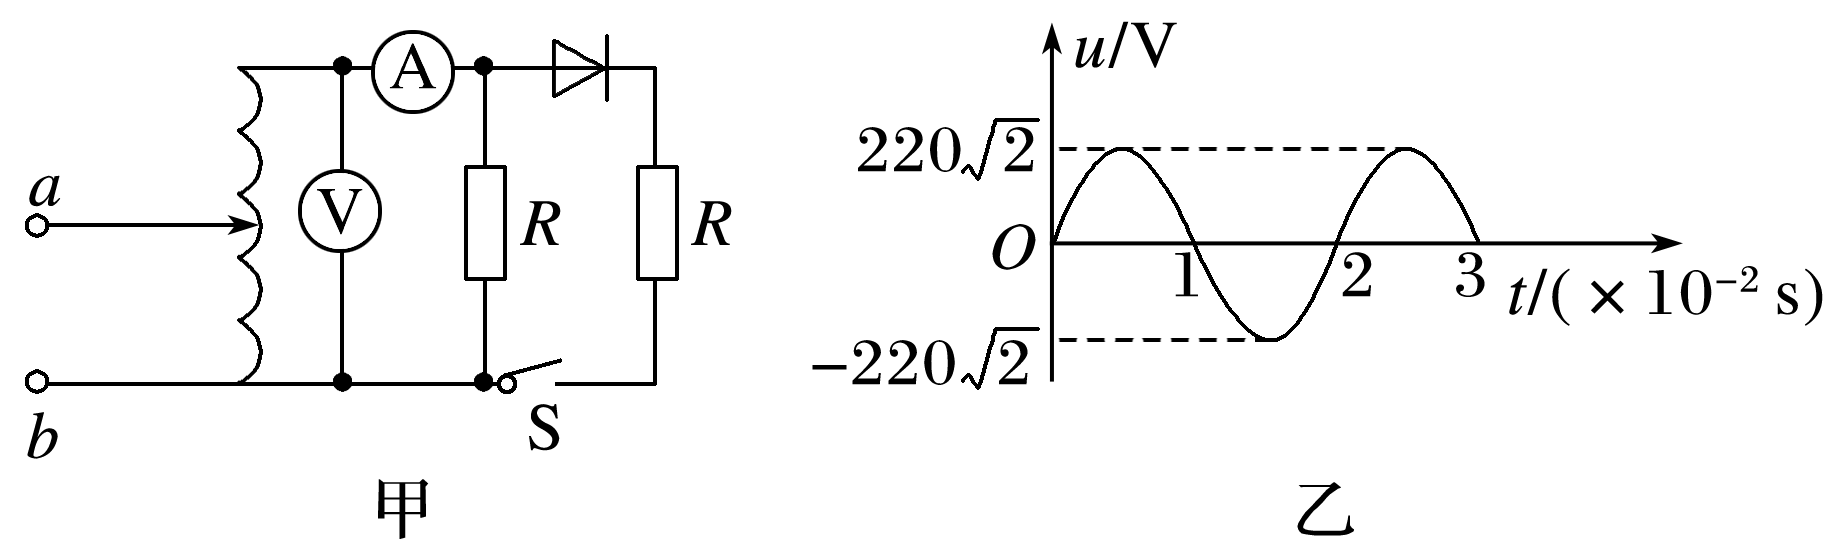 a
b
A
V
R
R
S
甲
u/V
220√2
O
1
2
3
t/(×10⁻² s)
−220√2
乙